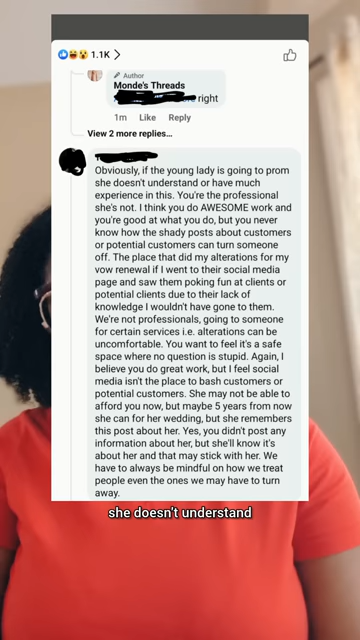 1.1K
Author
Monde's Threads
right
1m Like Reply
View 2 more replies...
Obviously, if the young lady is going to prom
she doesn't understand or have much
experience in this. You're the professional
she's not. I think you do AWESOME work and
you're good at what you do, but you never
know how the shady posts about customers
or potential customers can turn someone
off. The place that did my alterations for my
vow renewal if I went to their social media
page and saw them poking fun at clients or
potential clients due to their lack of
knowledge I wouldn't have gone to them.
We're not professionals, going to someone
for certain services i.e. alterations can be
uncomfortable. You want to feel it's a safe
space where no question is stupid. Again, I
believe you do great work, but I feel social
media isn't the place to bash customers or
potential customers. She may not be able to
afford you now, but maybe 5 years from now
she can for her wedding, but she remembers
this post about her. Yes, you didn't post any
information about her, but she'll know it's
about her and that may stick with her. We
have to always be mindful on how we treat
people even the ones we may have to turn
away.
she doesn't understand